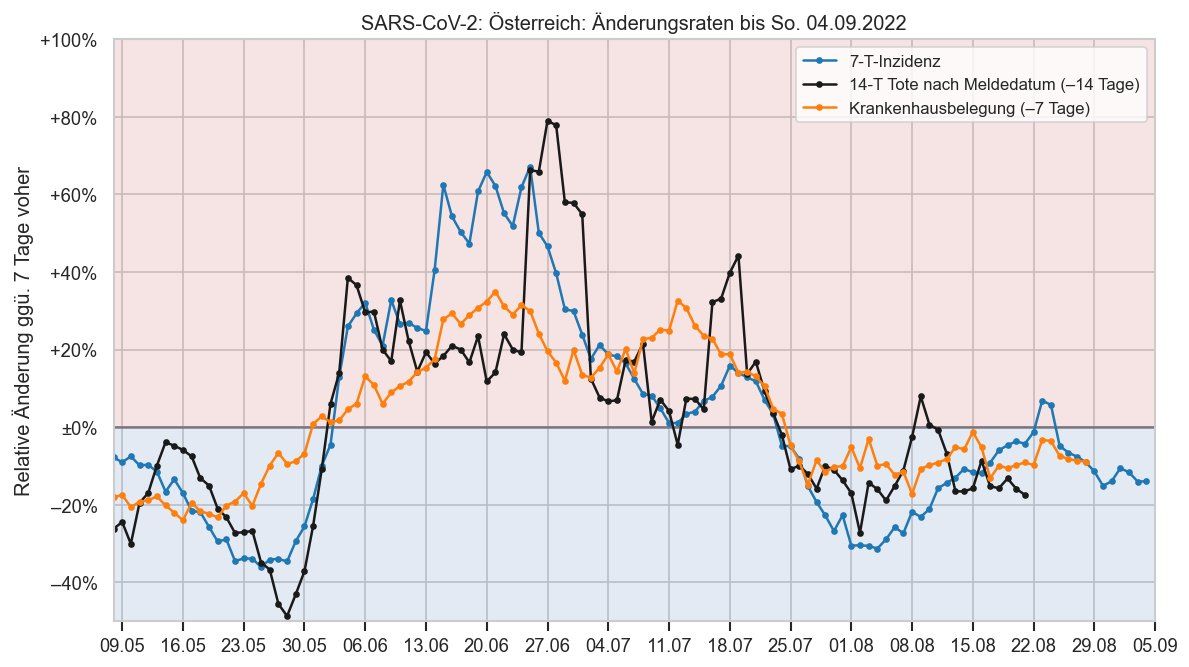 SARS-CoV-2: Österreich: Änderungsraten bis So. 04.09.2022
+100%
+80%
+60%
+40%
+20%
±0%
–20%
–40%
Relative Änderung ggü. 7 Tage voher
7-T-Inzidenz
14-T Tote nach Meldedatum (–14 Tage)
Krankenhausbelegung (–7 Tage)
09.05 16.05 23.05 30.05 06.06 13.06 20.06 27.06 04.07 11.07 18.07 25.07 01.08 08.08 15.08 22.08 29.08 05.09